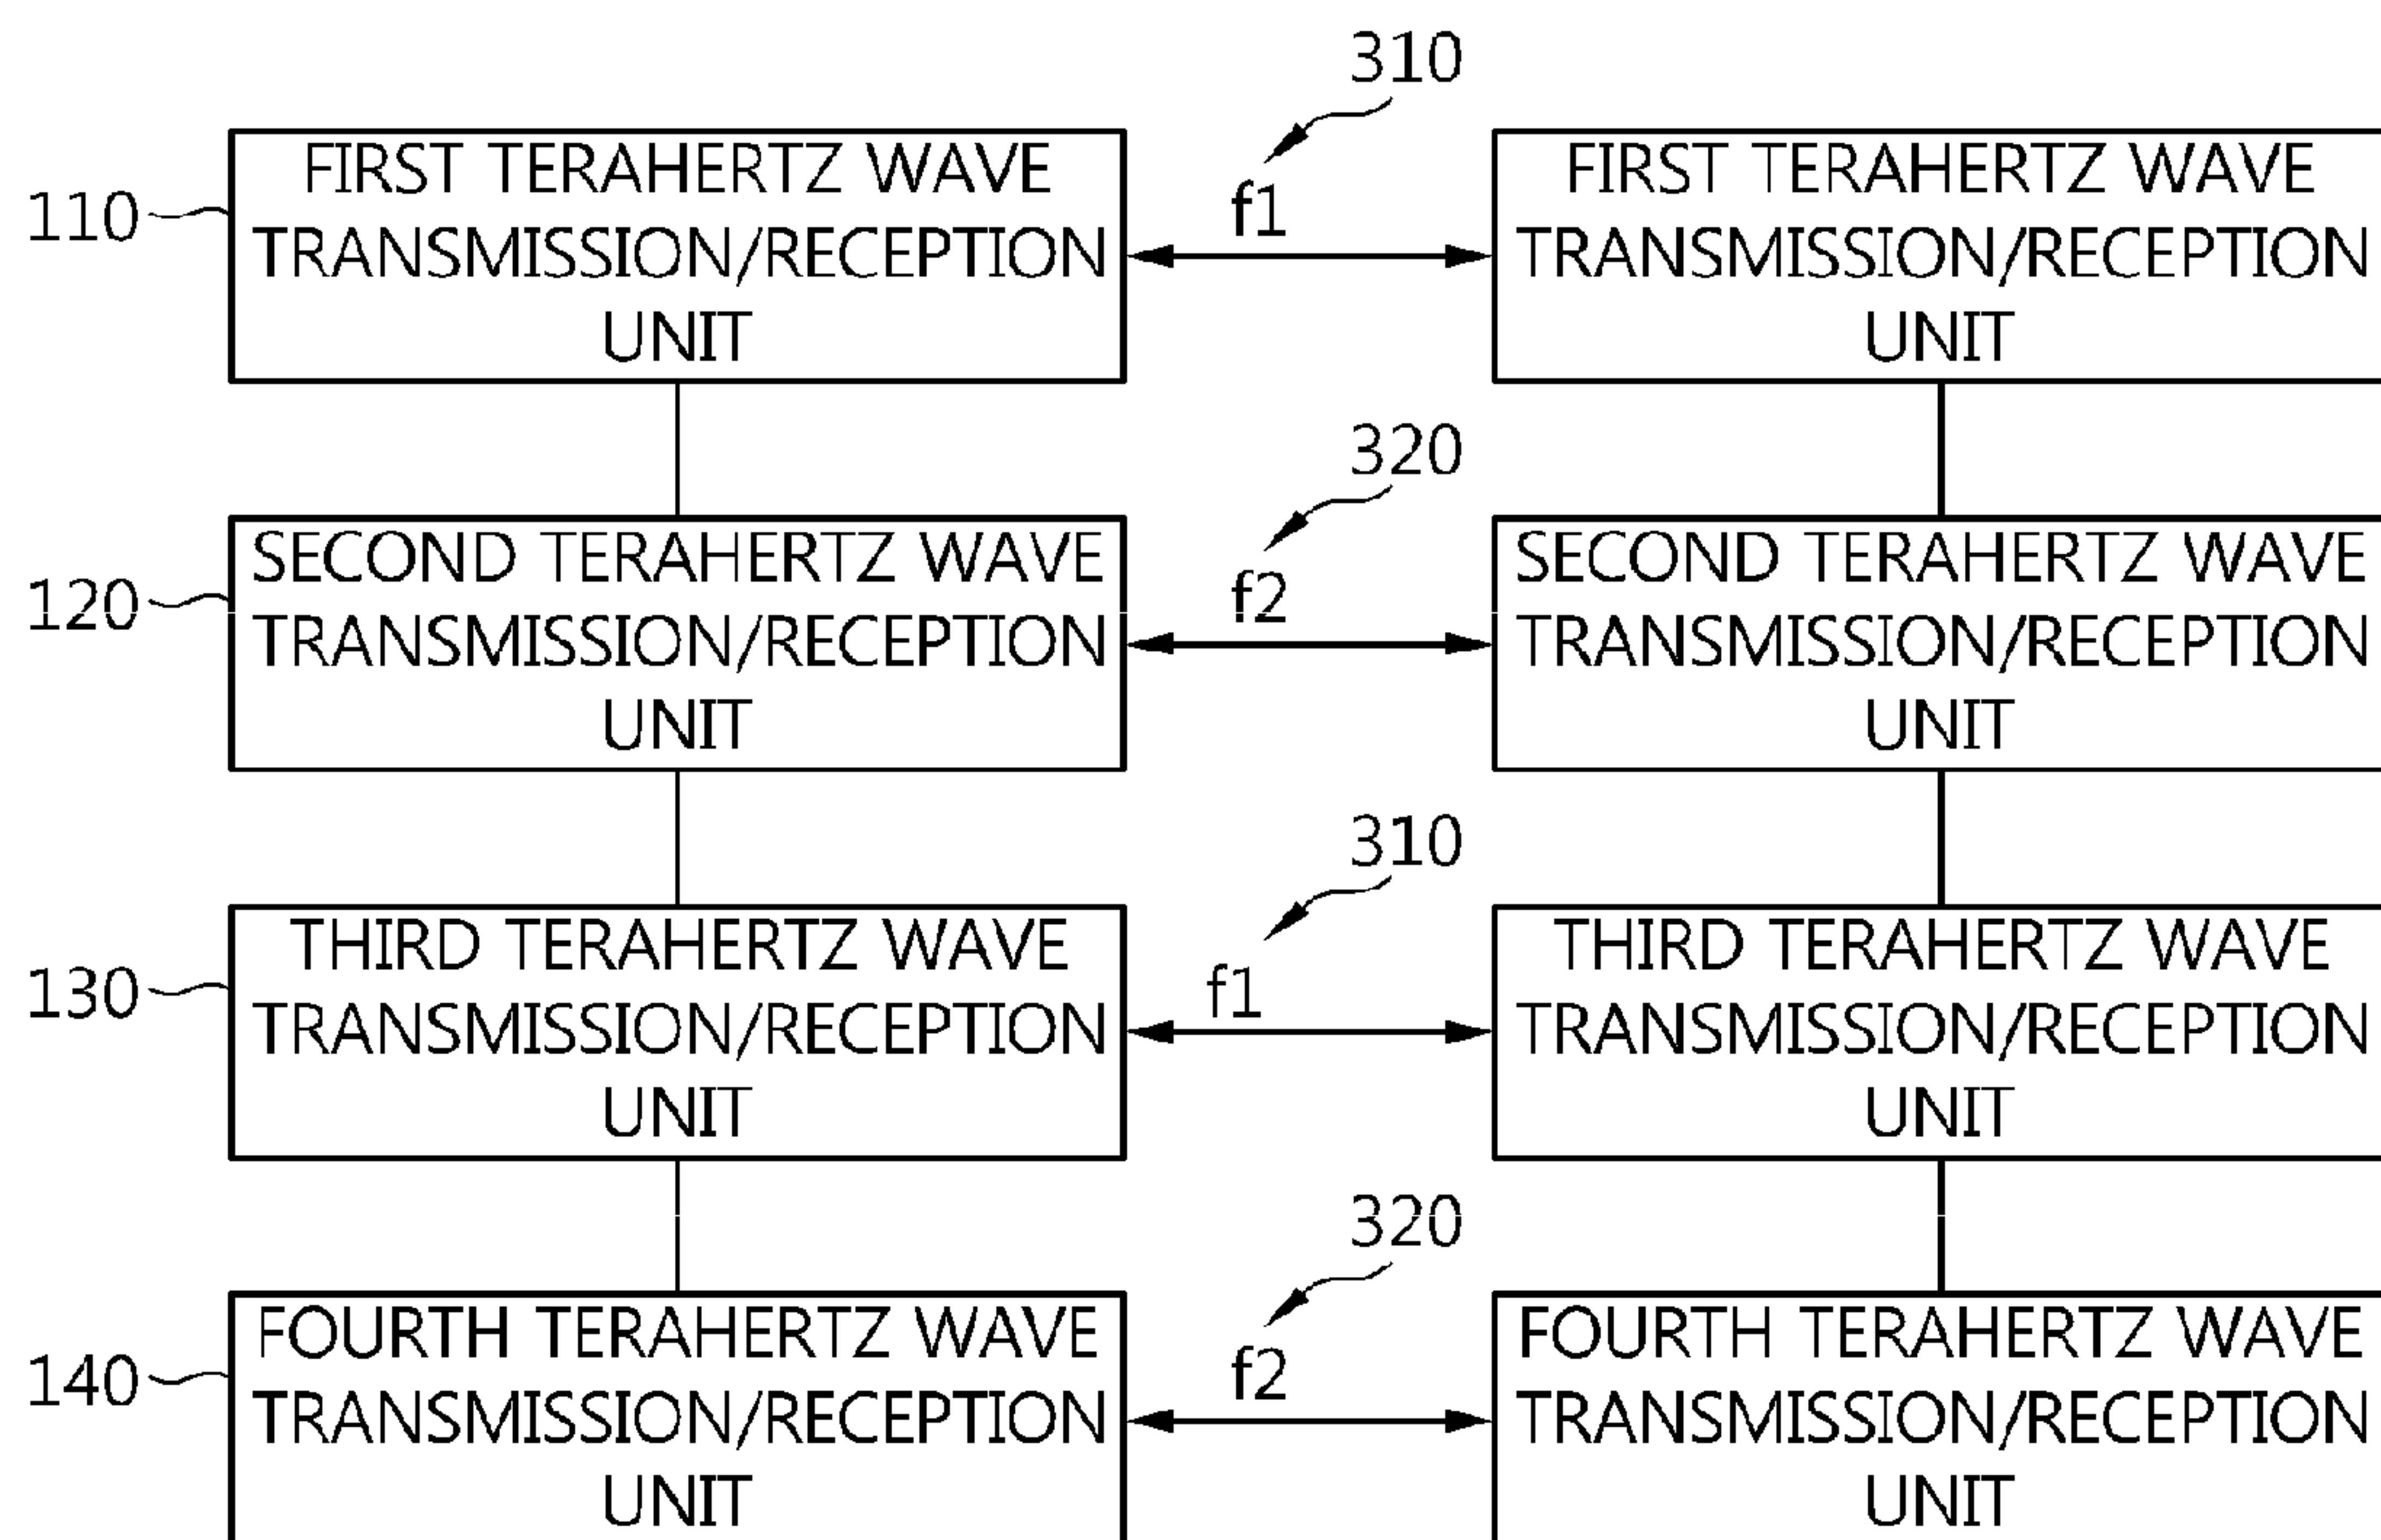 310
110
FIRST TERAHERTZ WAVE
TRANSMISSION/RECEPTION
UNIT
f1
FIRST TERAHERTZ WAVE
TRANSMISSION/RECEPTION
UNIT
320
120
SECOND TERAHERTZ WAVE
TRANSMISSION/RECEPTION
UNIT
f2
SECOND TERAHERTZ WAVE
TRANSMISSION/RECEPTION
UNIT
310
130
THIRD TERAHERTZ WAVE
TRANSMISSION/RECEPTION
UNIT
f1
THIRD TERAHERTZ WAVE
TRANSMISSION/RECEPTION
UNIT
320
140
FOURTH TERAHERTZ WAVE
TRANSMISSION/RECEPTION
UNIT
f2
FOURTH TERAHERTZ WAVE
TRANSMISSION/RECEPTION
UNIT